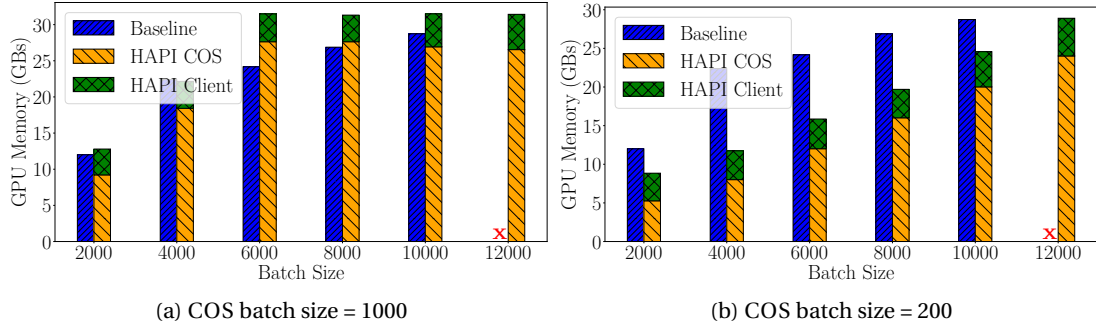 GPU Memory (GBs)
30
25
20
15
10
5
0
Baseline
HAPI COS
HAPI Client
x
2000 4000 6000 8000 10000 12000
Batch Size
(a) COS batch size = 1000
GPU Memory (GBs)
30
25
20
15
10
5
0
Baseline
HAPI COS
HAPI Client
x
2000 4000 6000 8000 10000 12000
Batch Size
(b) COS batch size = 200